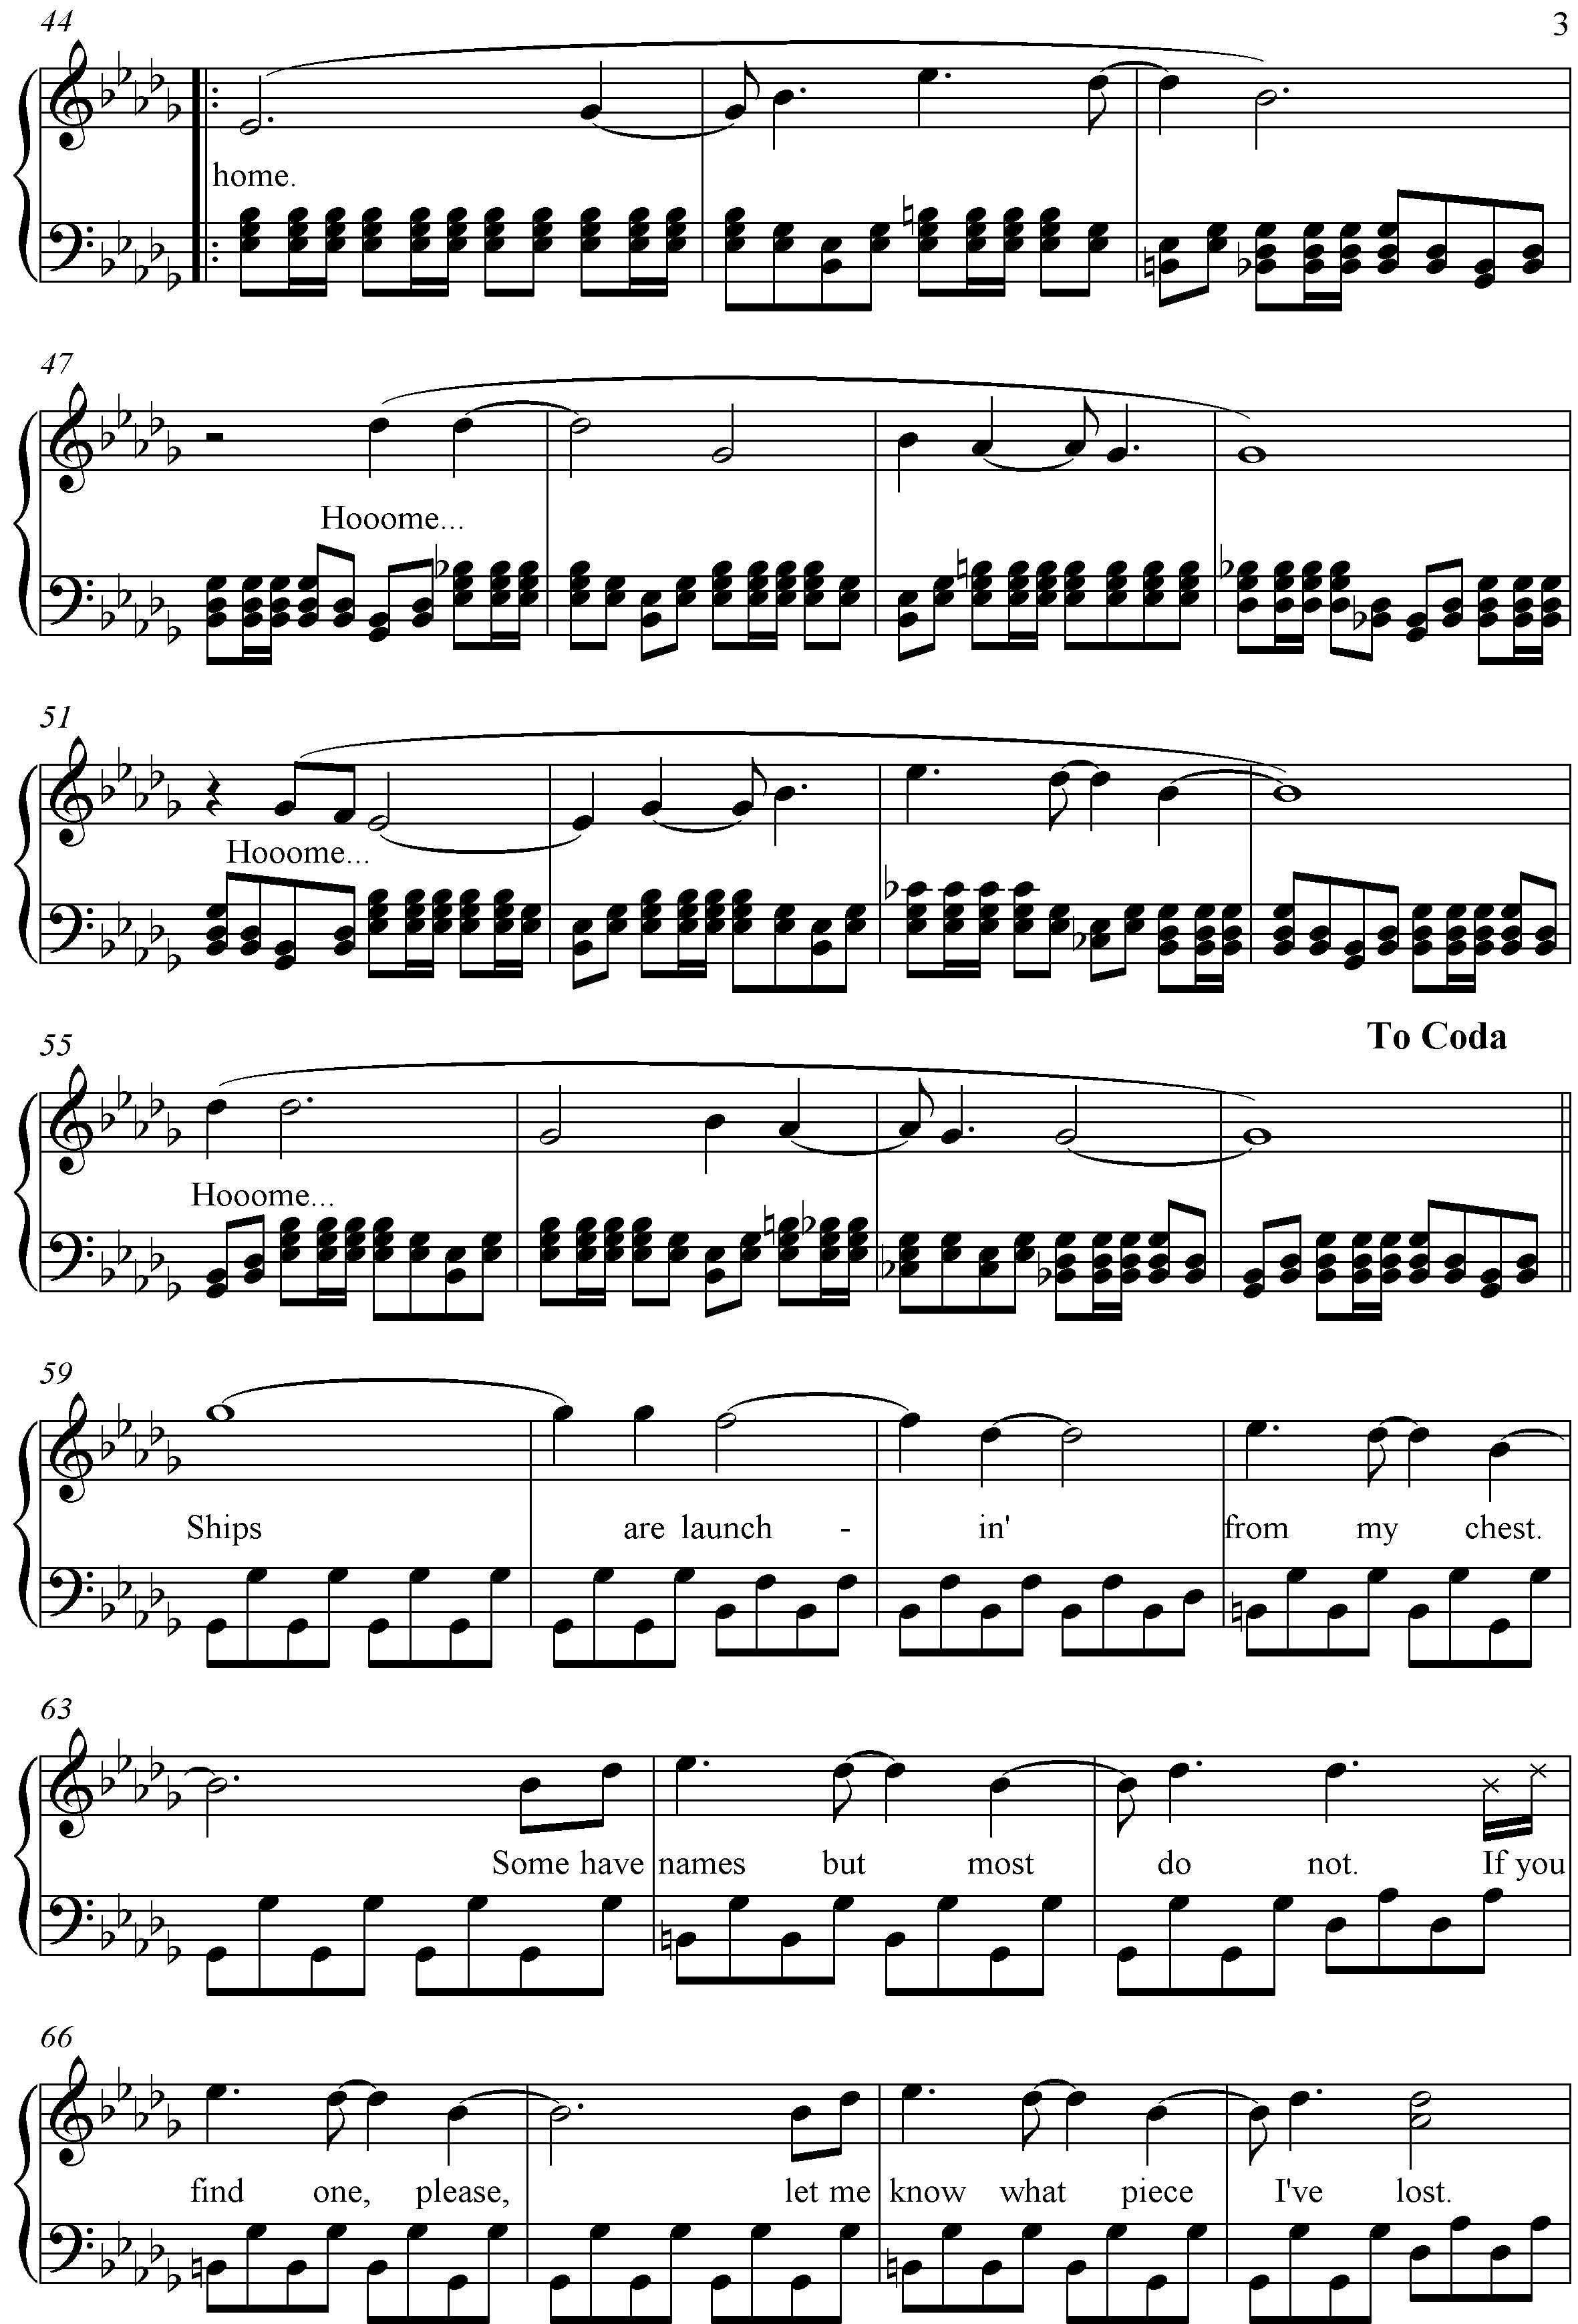 44
3
home.
47
Hooome...
51
Hooome...
To Coda
55
Hooome...
59
Ships are launch - in' from my chest.
63
Some have names but most do not. If you
66
find one, please, let me know what piece I've lost.